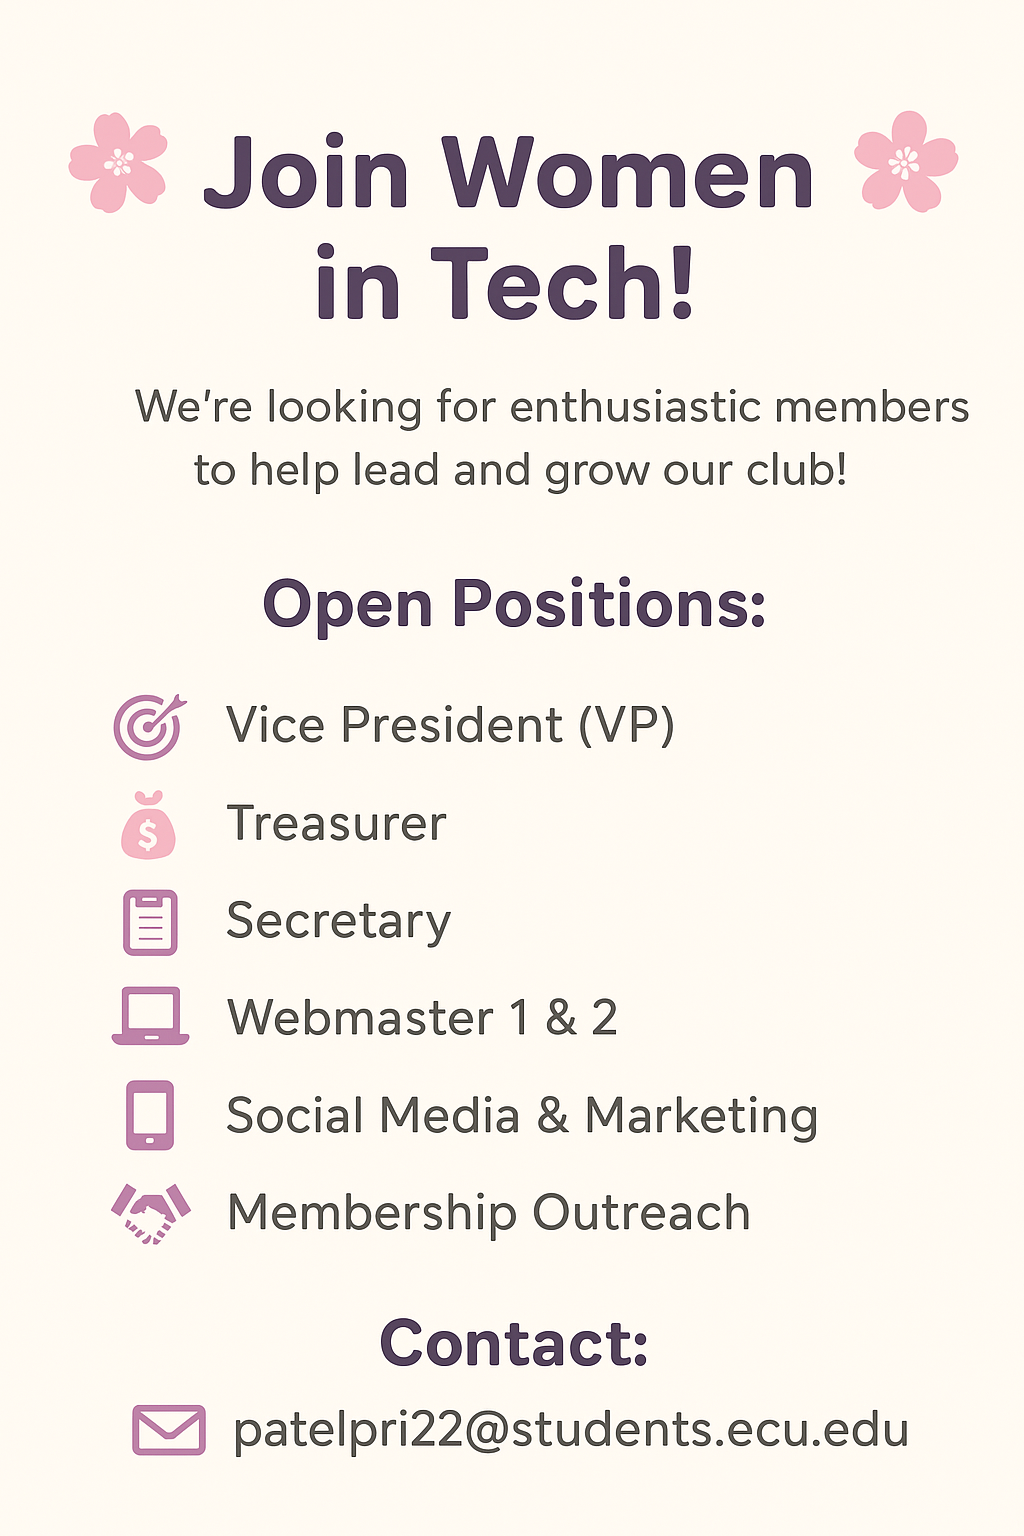 Join Women
in Tech!
We're looking for enthusiastic members
to help lead and grow our club!
Open Positions:
Vice President (VP)
$
Treasurer
Secretary
Webmaster 1 & 2
Social Media & Marketing
Membership Outreach
Contact:
patelpri22@students.ecu.edu